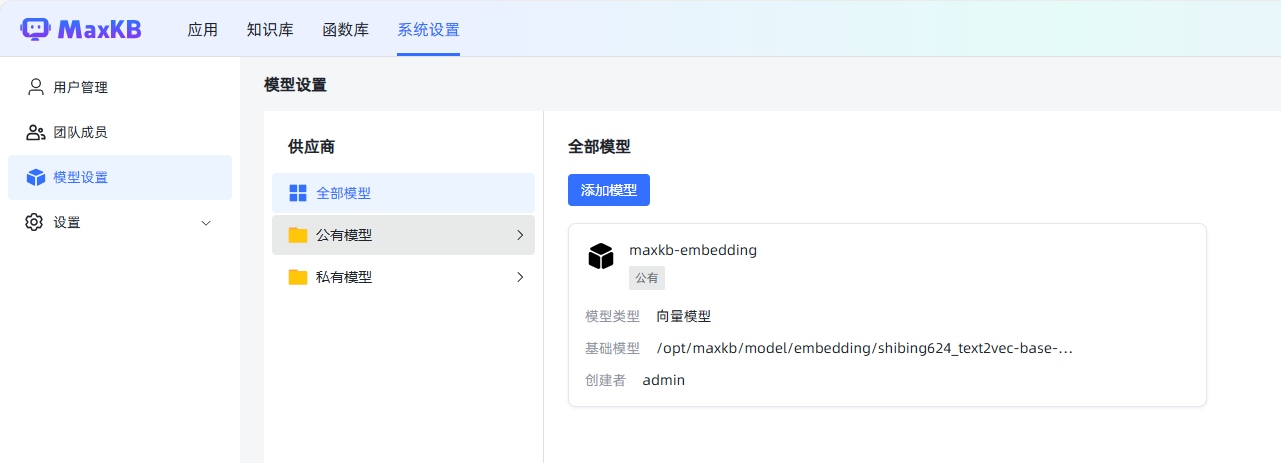 MaxKB 应用 知识库 函数库 系统设置
用户管理
团队成员
模型设置
设置
模型设置
供应商
全部模型
公有模型
私有模型
全部模型
添加模型
maxkb-embedding
公有
模型类型 向量模型
基础模型 /opt/maxkb/model/embedding/shibing624_text2vec-base-...
创建者 admin